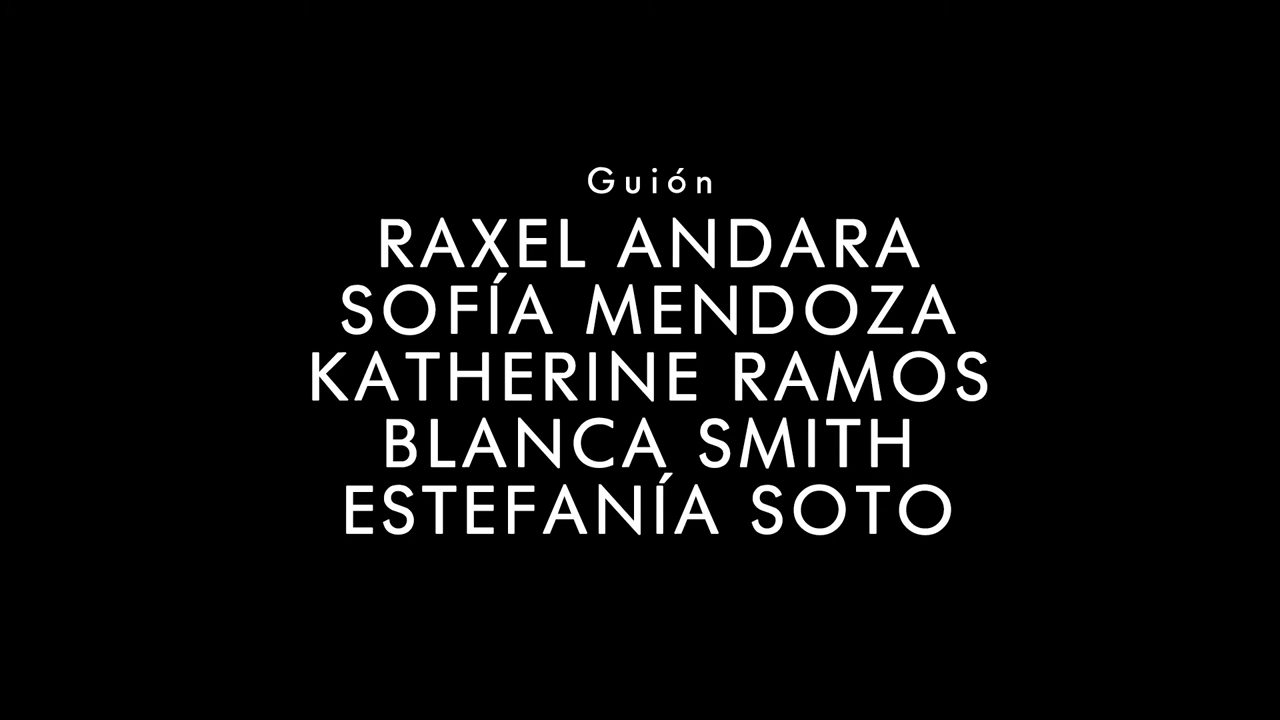 Guión
RAXEL ANDARA
SOFÍA MENDOZA
KATHERINE RAMOS
BLANCA SMITH
ESTEFANÍA SOTO